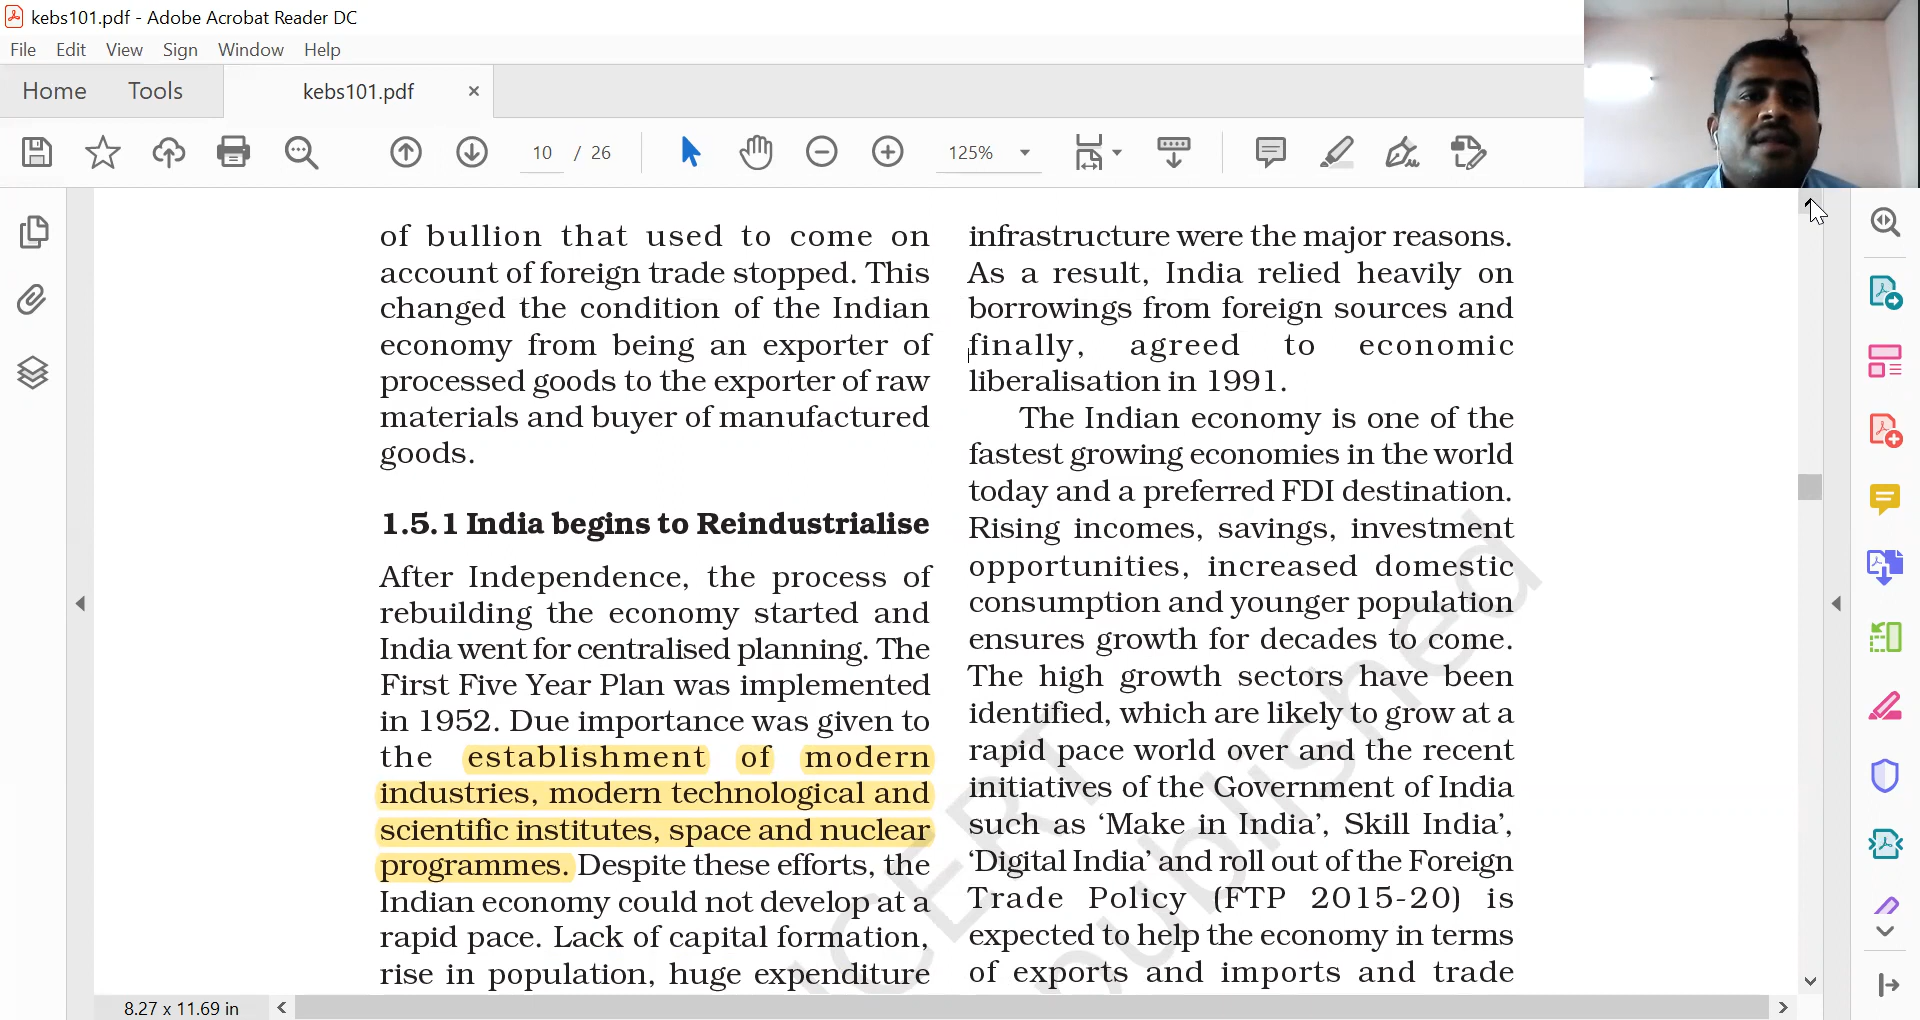 kebs101.pdf - Adobe Acrobat Reader DC
File Edit View Sign Window Help
Home Tools kebs101.pdf ×
10 / 26 125%
of bullion that used to come on
account of foreign trade stopped. This
changed the condition of the Indian
economy from being an exporter of
processed goods to the exporter of raw
materials and buyer of manufactured
goods.
1.5.1 India begins to Reindustrialise
After Independence, the process of
rebuilding the economy started and
India went for centralised planning. The
First Five Year Plan was implemented
in 1952. Due importance was given to
the establishment of modern
industries, modern technological and
scientific institutes, space and nuclear
programmes. Despite these efforts, the
Indian economy could not develop at a
rapid pace. Lack of capital formation,
rise in population, huge expenditure
infrastructure were the major reasons.
As a result, India relied heavily on
borrowings from foreign sources and
finally, agreed to economic
liberalisation in 1991.
The Indian economy is one of the
fastest growing economies in the world
today and a preferred FDI destination.
Rising incomes, savings, investment
opportunities, increased domestic
consumption and younger population
ensures growth for decades to come.
The high growth sectors have been
identified, which are likely to grow at a
rapid pace world over and the recent
initiatives of the Government of India
such as ‘Make in India’, Skill India’,
‘Digital India’ and roll out of the Foreign
Trade Policy (FTP 2015-20) is
expected to help the economy in terms
of exports and imports and trade
NCERT
published
8.27 x 11.69 in